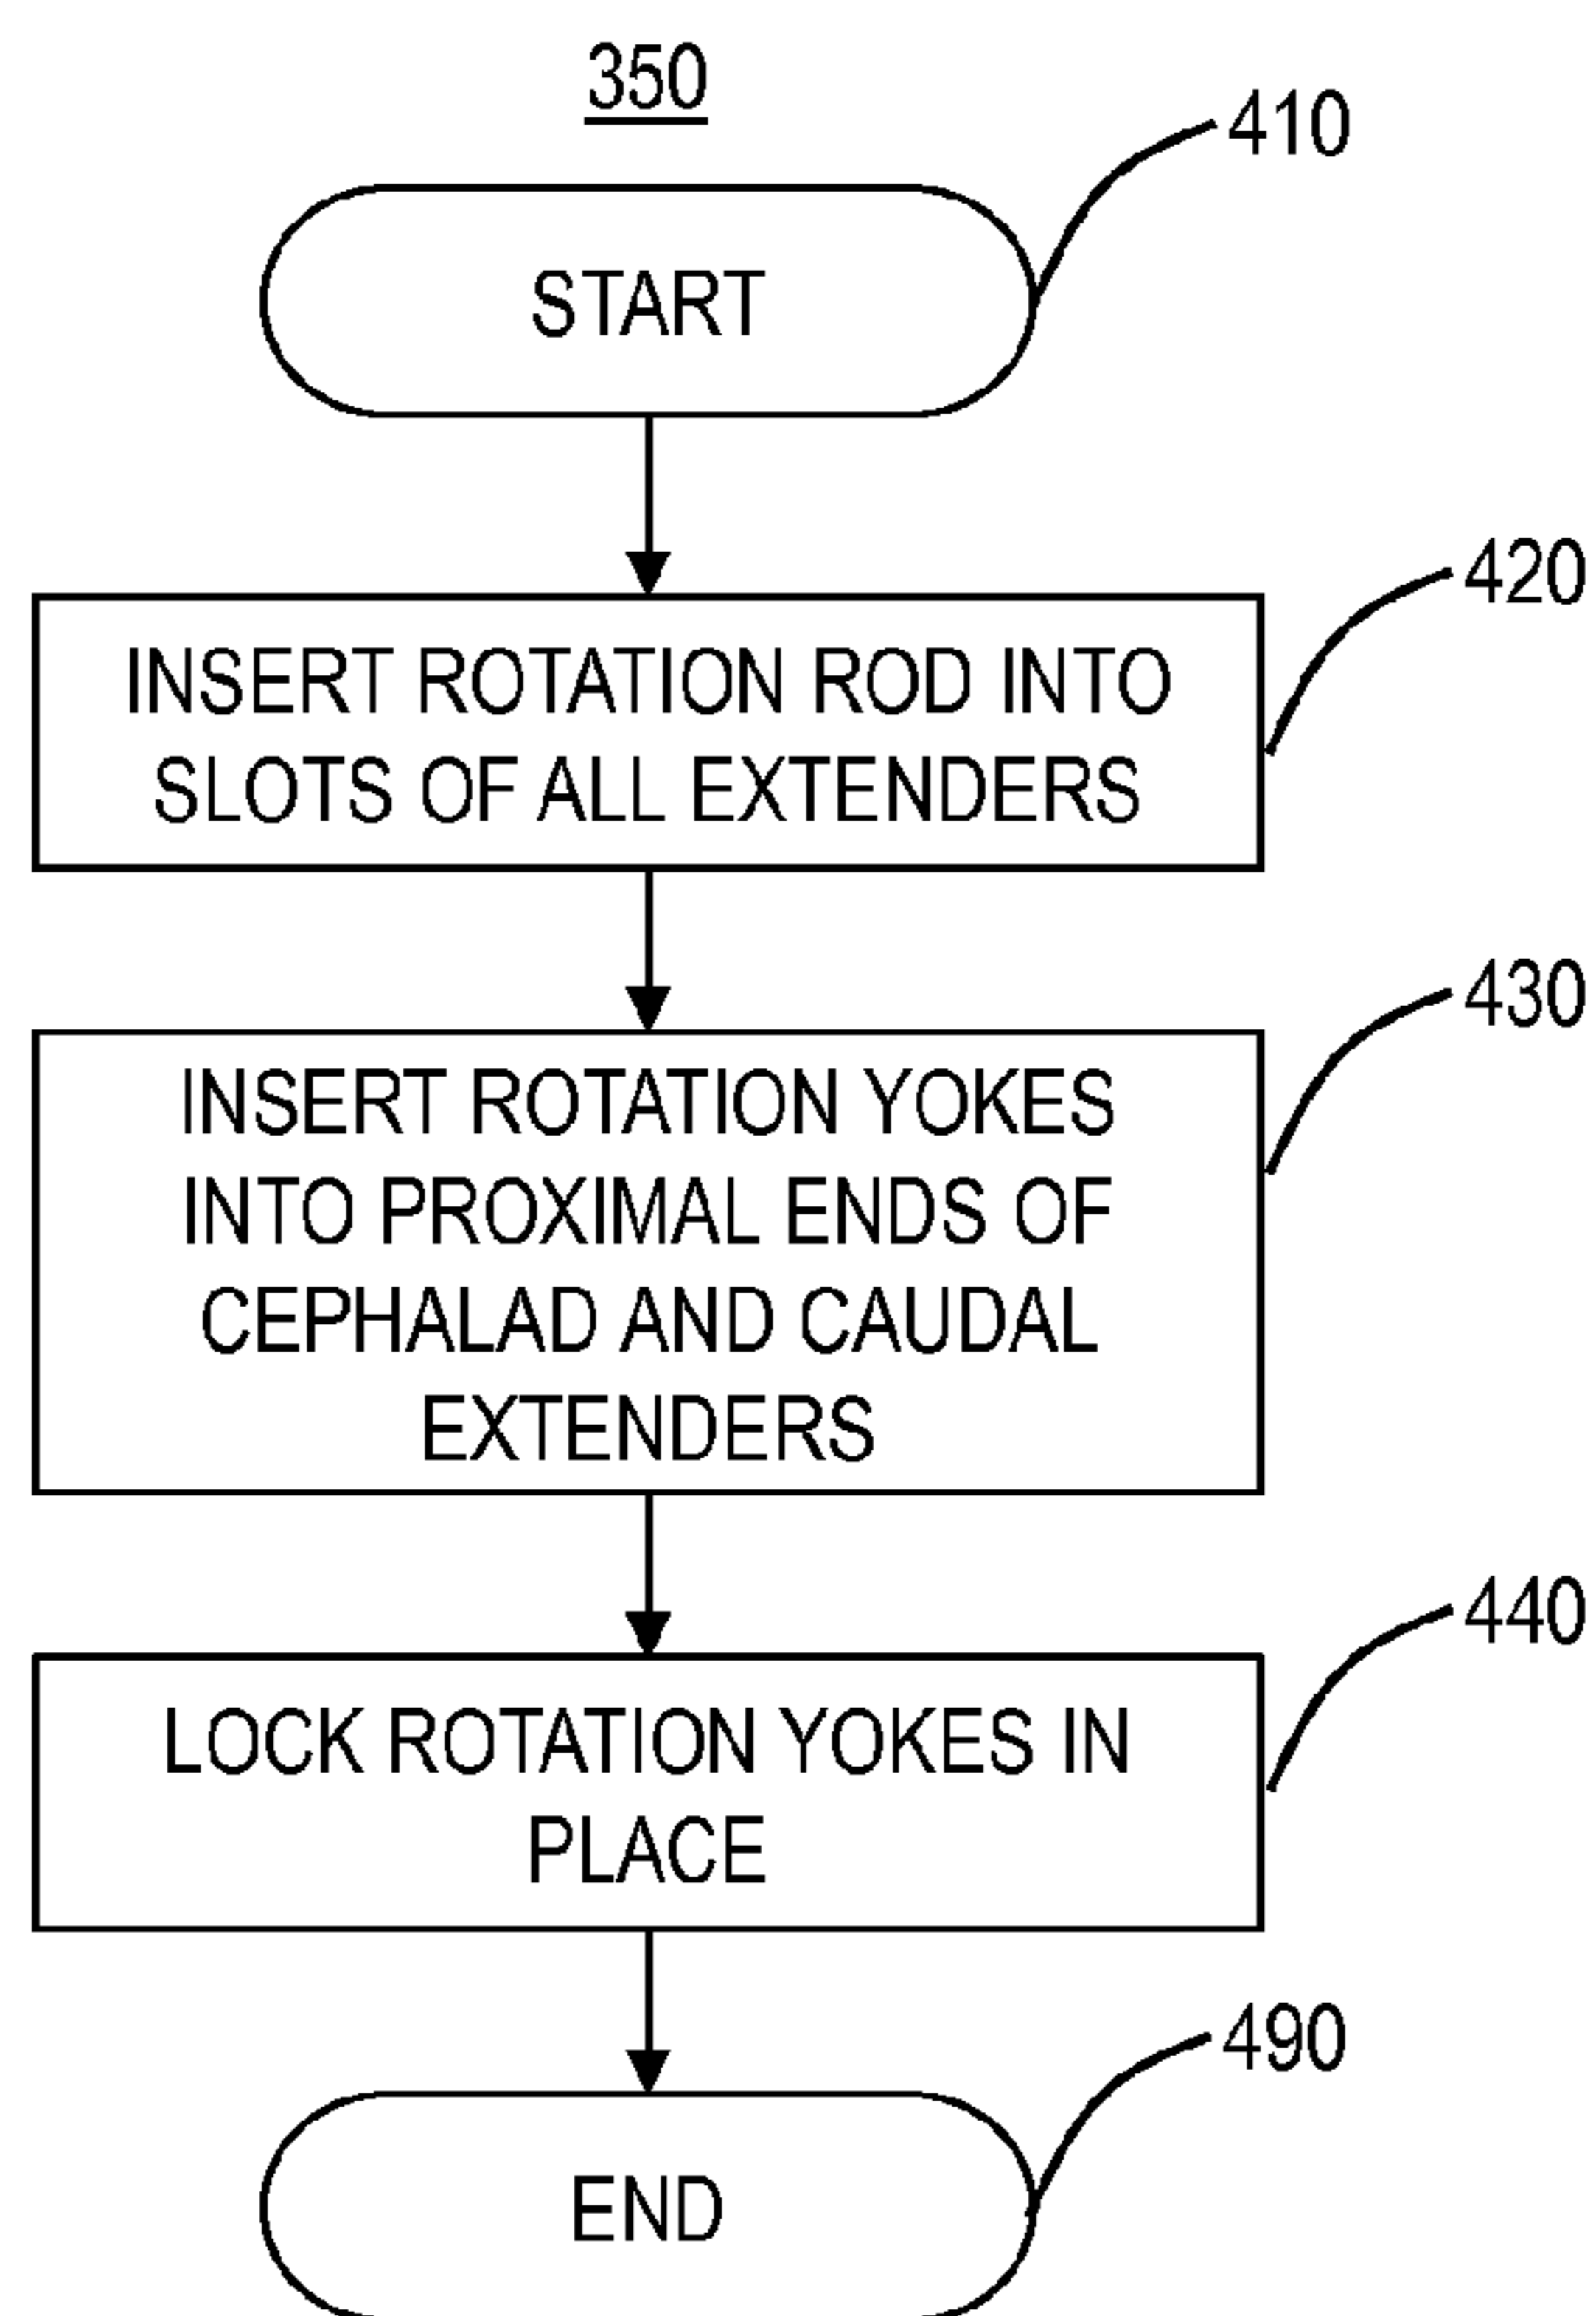 350
410
START
420
INSERT ROTATION ROD INTO
SLOTS OF ALL EXTENDERS
430
INSERT ROTATION YOKES
INTO PROXIMAL ENDS OF
CEPHALAD AND CAUDAL
EXTENDERS
440
LOCK ROTATION YOKES IN
PLACE
490
END